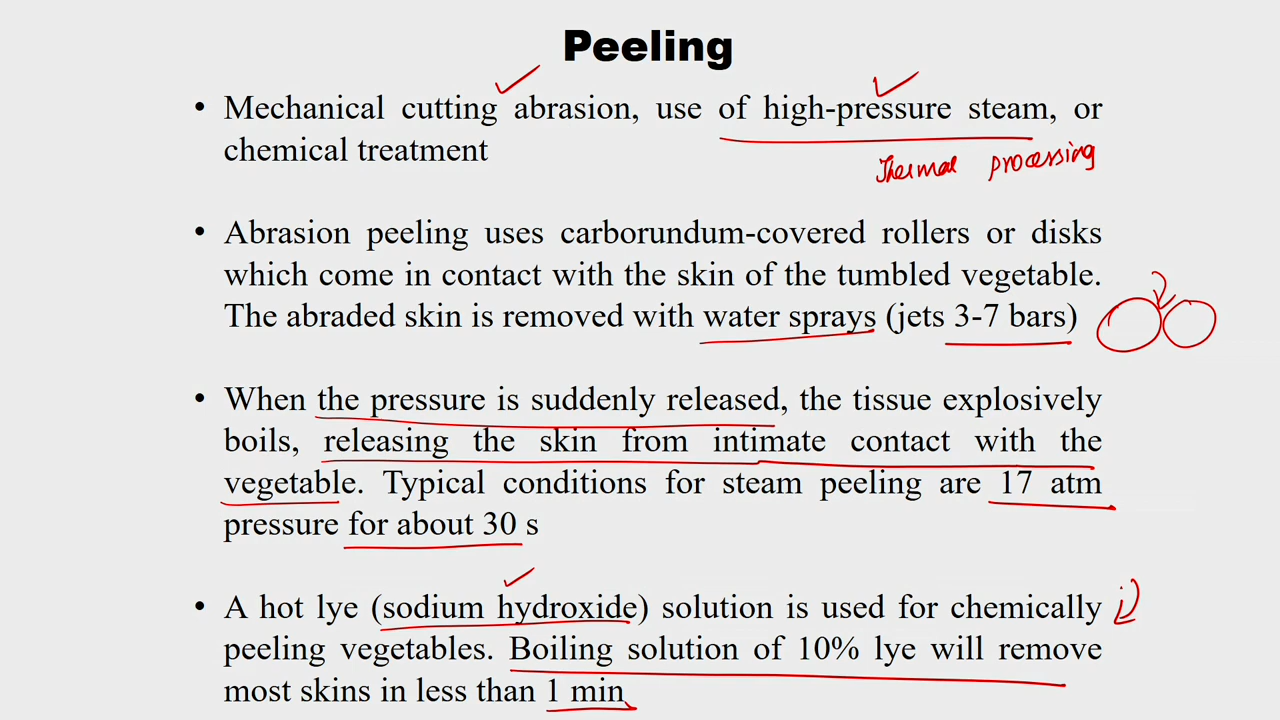 Peeling
• Mechanical cutting abrasion, use of high-pressure steam, or
chemical treatment
Thermal processing
• Abrasion peeling uses carborundum-covered rollers or disks
which come in contact with the skin of the tumbled vegetable.
The abraded skin is removed with water sprays (jets 3-7 bars)
• When the pressure is suddenly released, the tissue explosively
boils, releasing the skin from intimate contact with the
vegetable. Typical conditions for steam peeling are 17 atm
pressure for about 30 s
• A hot lye (sodium hydroxide) solution is used for chemically
peeling vegetables. Boiling solution of 10% lye will remove
most skins in less than 1 min